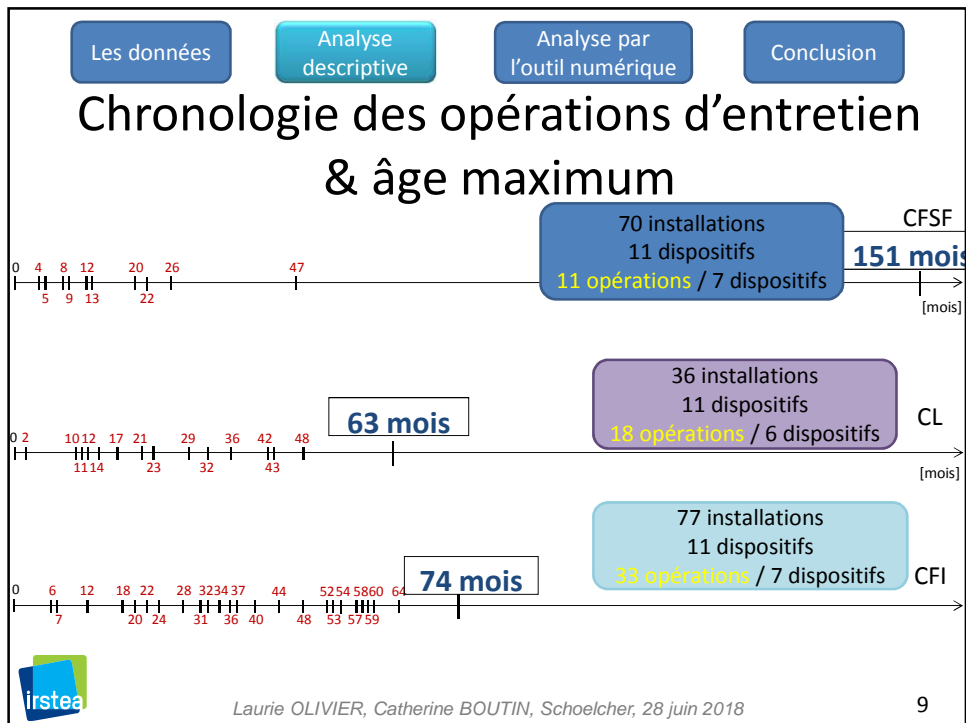 Les données
Analyse
descriptive
Analyse par
l'outil numérique
Conclusion
Chronologie des opérations d'entretien
& âge maximum
70 installations
11 dispositifs
11 opérations / 7 dispositifs
CFSF
151 mois
0 4 8 12 20 26 47
5 9 13 22
[mois]
36 installations
11 dispositifs
18 opérations / 6 dispositifs
63 mois
CL
0 2 10 12 17 21 29 36 42 48
11 14 23 32 43
[mois]
77 installations
11 dispositifs
33 opérations / 7 dispositifs
74 mois
CFI
0 6 12 18 22 28 32 34 37 44 52 54 58 60 64
7 20 24 31 36 40 48 53 57 59
irstea
Laurie OLIVIER, Catherine BOUTIN, Schoelcher, 28 juin 2018
9